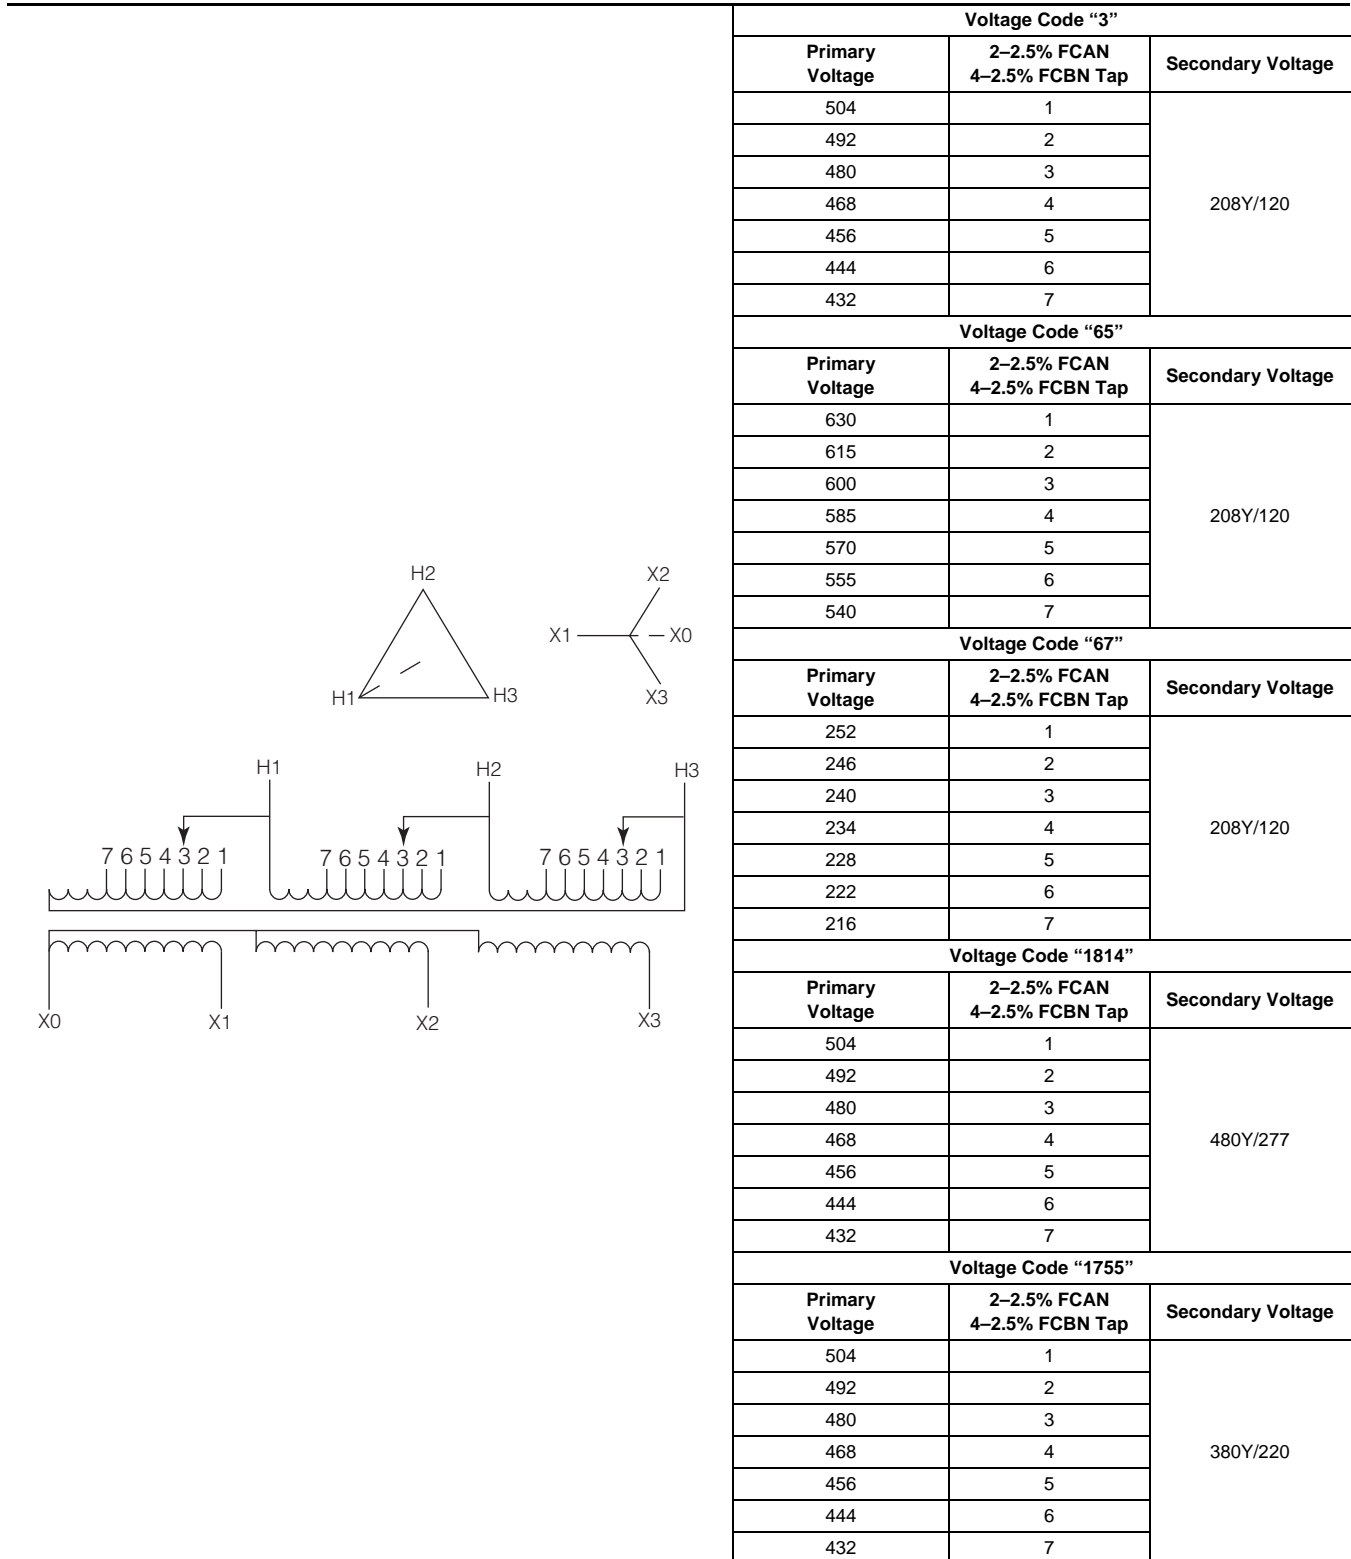 H2
H1
H3
X2
X1
X0
X3
H1
H2
H3
7 6 5 4 3 2 1
7 6 5 4 3 2 1
7 6 5 4 3 2 1
X0
X1
X2
X3
Voltage Code “3”
Primary Voltage
2–2.5% FCAN
4–2.5% FCBN Tap
Secondary Voltage
504 1
492 2
480 3
468 4 208Y/120
456 5
444 6
432 7
Voltage Code “65”
Primary Voltage
2–2.5% FCAN
4–2.5% FCBN Tap
Secondary Voltage
630 1
615 2
600 3
585 4 208Y/120
570 5
555 6
540 7
Voltage Code “67”
Primary Voltage
2–2.5% FCAN
4–2.5% FCBN Tap
Secondary Voltage
252 1
246 2
240 3
234 4 208Y/120
228 5
222 6
216 7
Voltage Code “1814”
Primary Voltage
2–2.5% FCAN
4–2.5% FCBN Tap
Secondary Voltage
504 1
492 2
480 3
468 4 480Y/277
456 5
444 6
432 7
Voltage Code “1755”
Primary Voltage
2–2.5% FCAN
4–2.5% FCBN Tap
Secondary Voltage
504 1
492 2
480 3
468 4 380Y/220
456 5
444 6
432 7